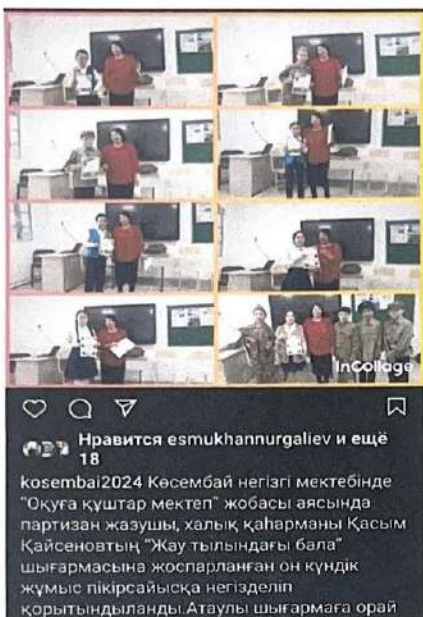 InCollage
Нравится esmukhannurgaliev и ещё
18
kosembai2024 Көсембай негізгі мектебінде
"Оқуға құштар мектеп" жобасы аясында
партизан жазушы, халық қаһарманы Қасым
Қайсеновтың "Жау тылындағы бала"
шығармасына жоспарланған он күндік
жұмыс пікірсайысқа негізделіп
қорытындыланды.Атаулы шығармаға орай